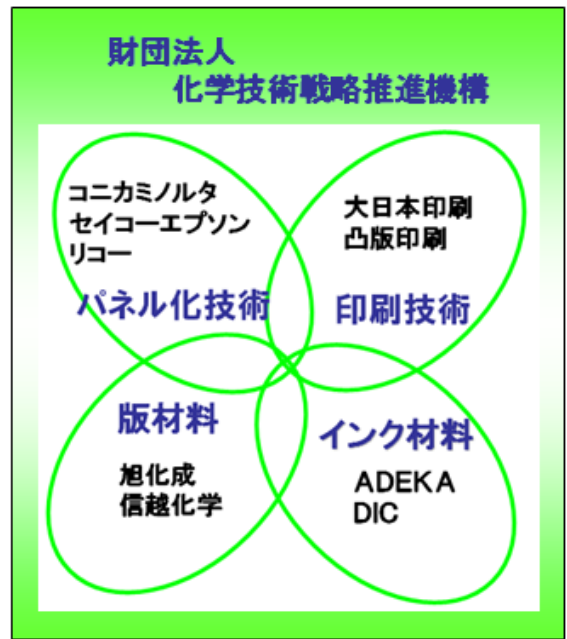 財団法人
化学技術戦略推進機構
コニカミノルタ
セイコーエプソン
リコー
パネル化技術
大日本印刷
凸版印刷
印刷技術
版材料
旭化成
信越化学
インク材料
ADEKA
DIC